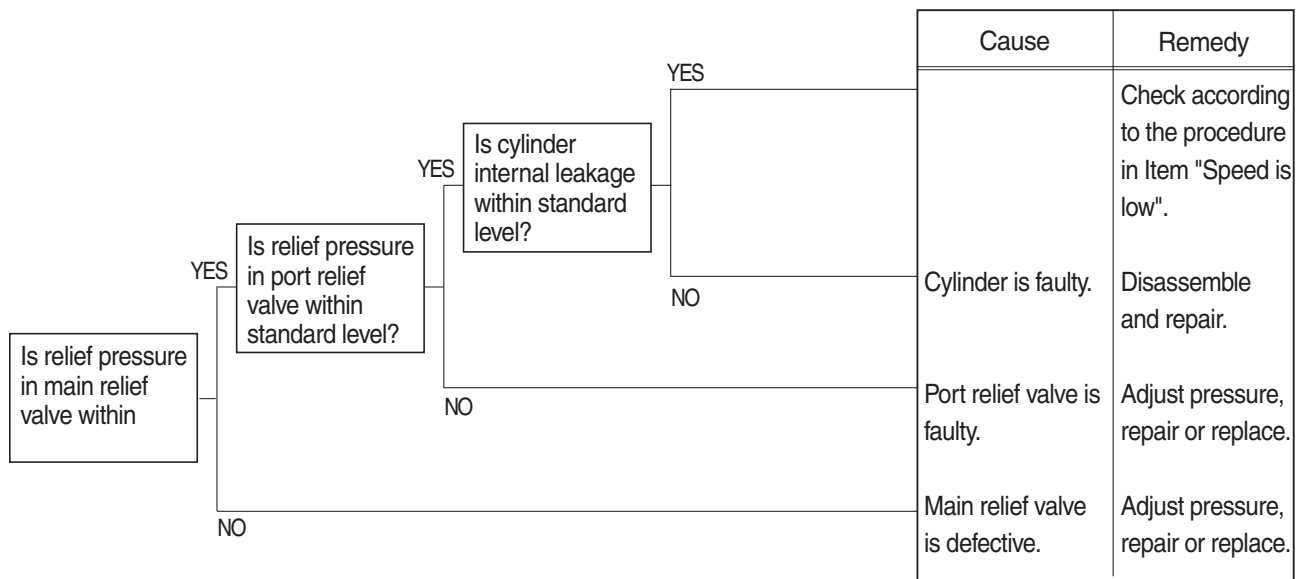 Cause
Remedy
YES
Check according
to the procedure
in Item "Speed is
low".
Is cylinder
internal leakage
within standard
level?
YES
NO
Cylinder is faulty.
Disassemble
and repair.
Is relief pressure
in port relief
valve within
standard level?
YES
NO
Port relief valve is
faulty.
Adjust pressure,
repair or replace.
Is relief pressure
in main relief
valve within
NO
Main relief valve
is defective.
Adjust pressure,
repair or replace.